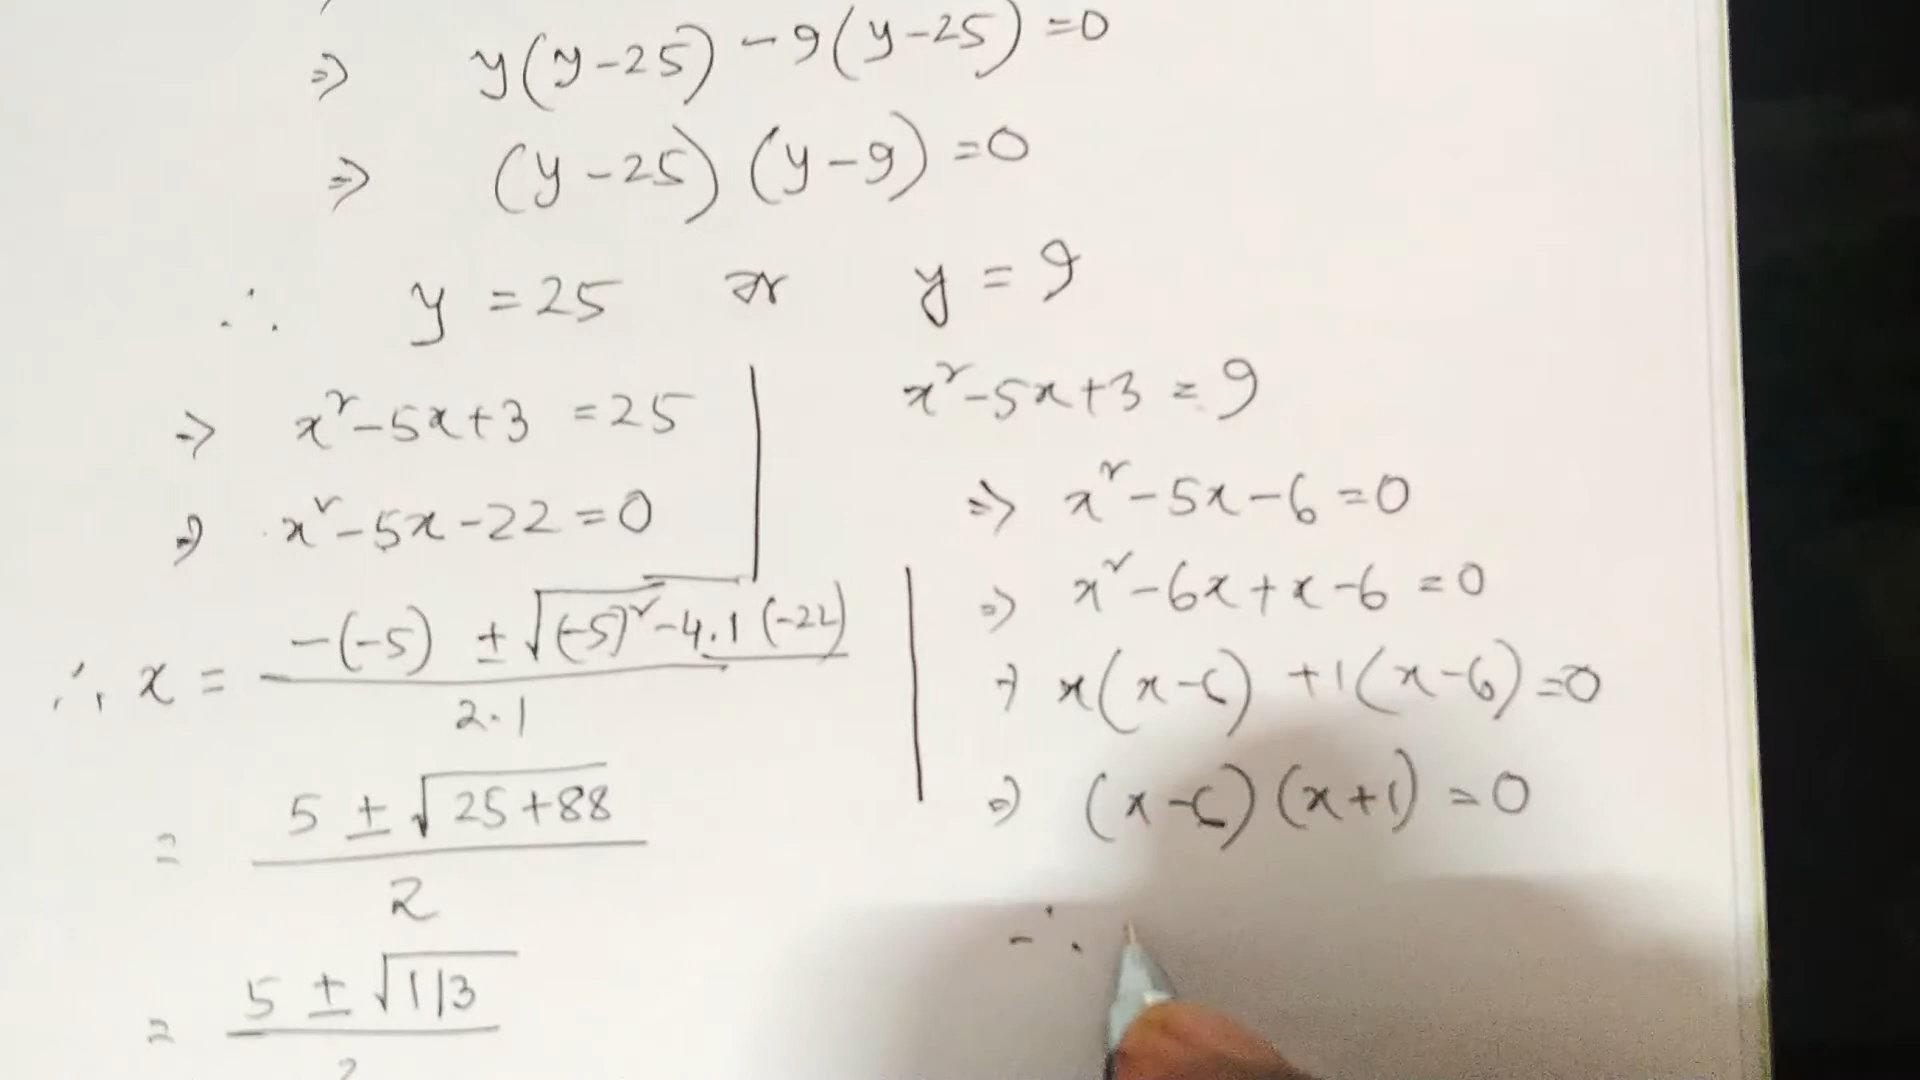 ⇒ y(y-25) -9(y-25) =0
⇒ (y-25) (y-9) =0
∴ y =25 or y = 9
⇒ x²-5x+3 =25
⇒ x²-5x-22=0
∴ x = (-(-5) ± √((-5)²-4.1(-22))) / 2.1
= (5 ± √(25+88)) / 2
= (5 ± √113) / 2
x²-5x+3 = 9
⇒ x²-5x-6=0
⇒ x²-6x+x-6 =0
⇒ x(x-6) +1(x-6)=0
⇒ (x-6)(x+1) =0
∴